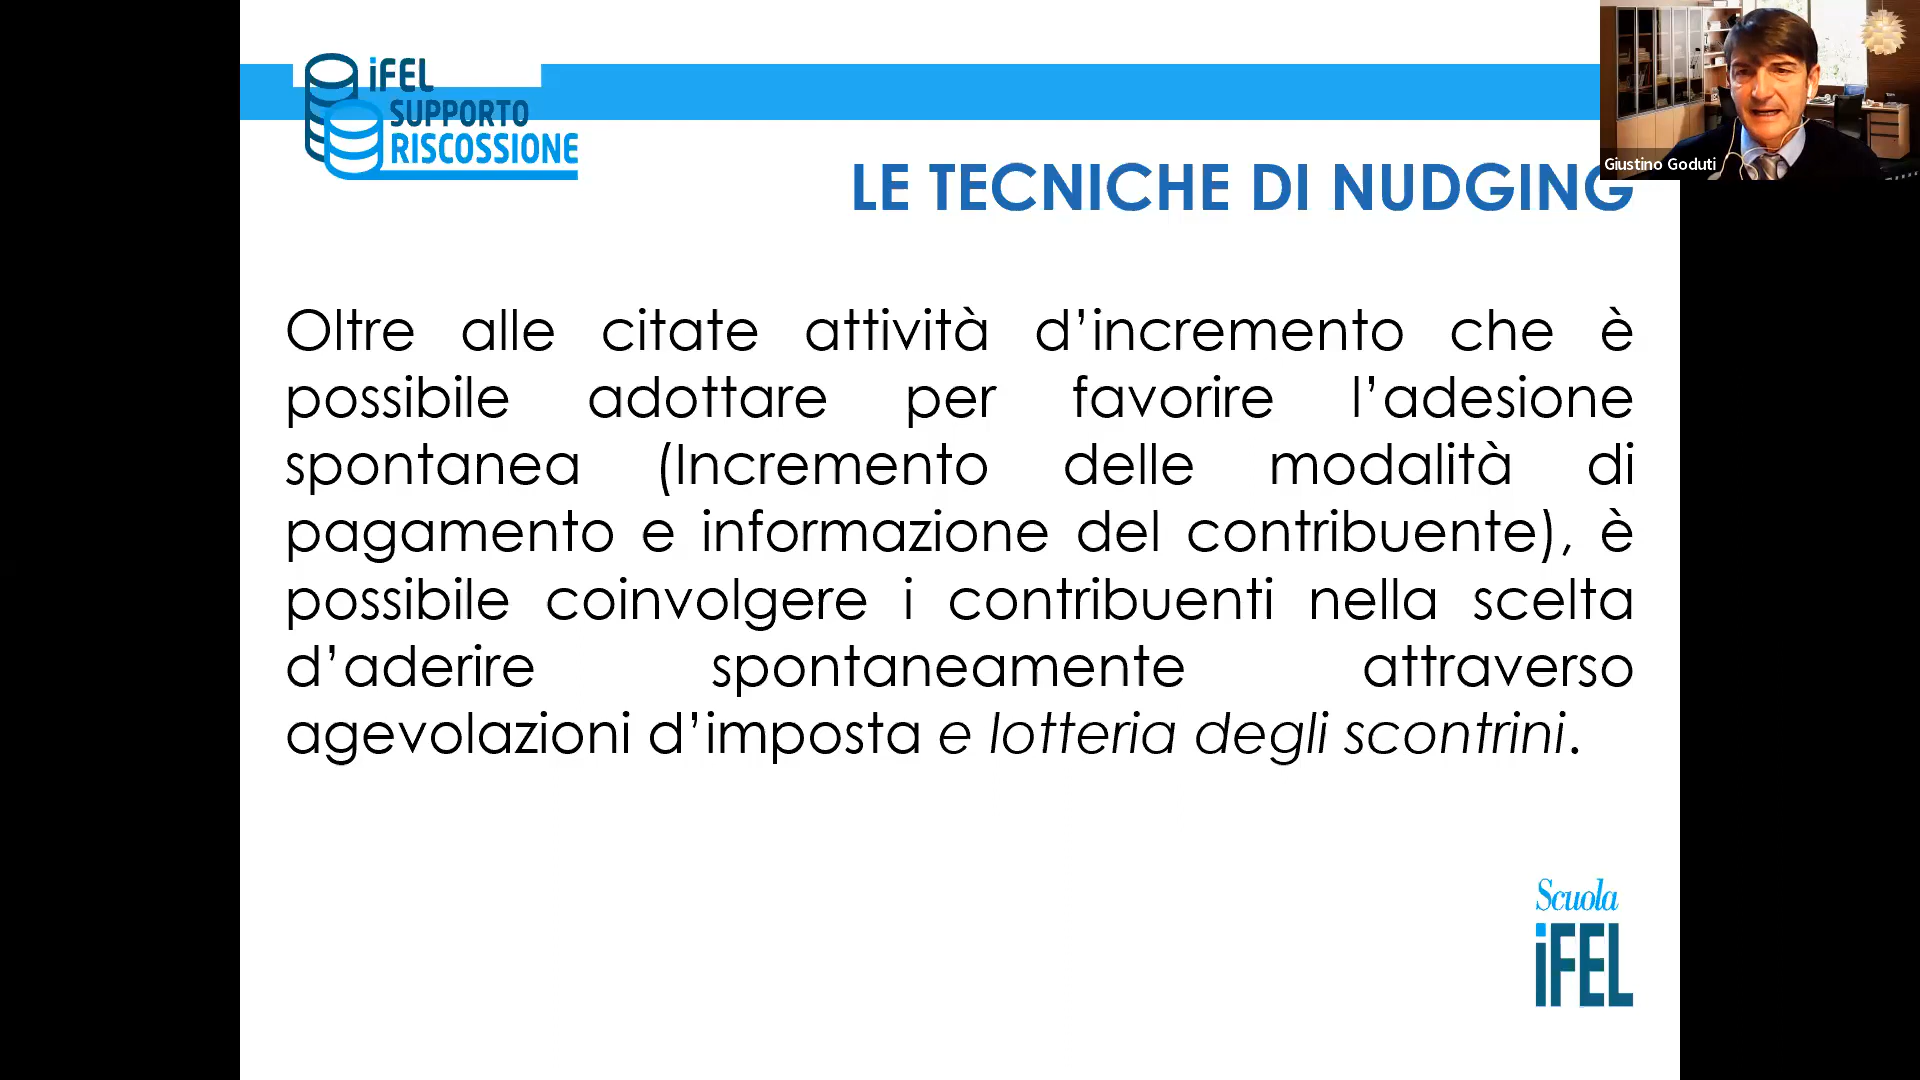 iFEL
SUPPORTO
RISCOSSIONE
Giustino Goduti
LE TECNICHE DI NUDGING
Oltre alle citate attività d’incremento che è
possibile adottare per favorire l’adesione
spontanea (Incremento delle modalità di
pagamento e informazione del contribuente), è
possibile coinvolgere i contribuenti nella scelta
d’aderire spontaneamente attraverso
agevolazioni d’imposta e lotteria degli scontrini.
Scuola
iFEL